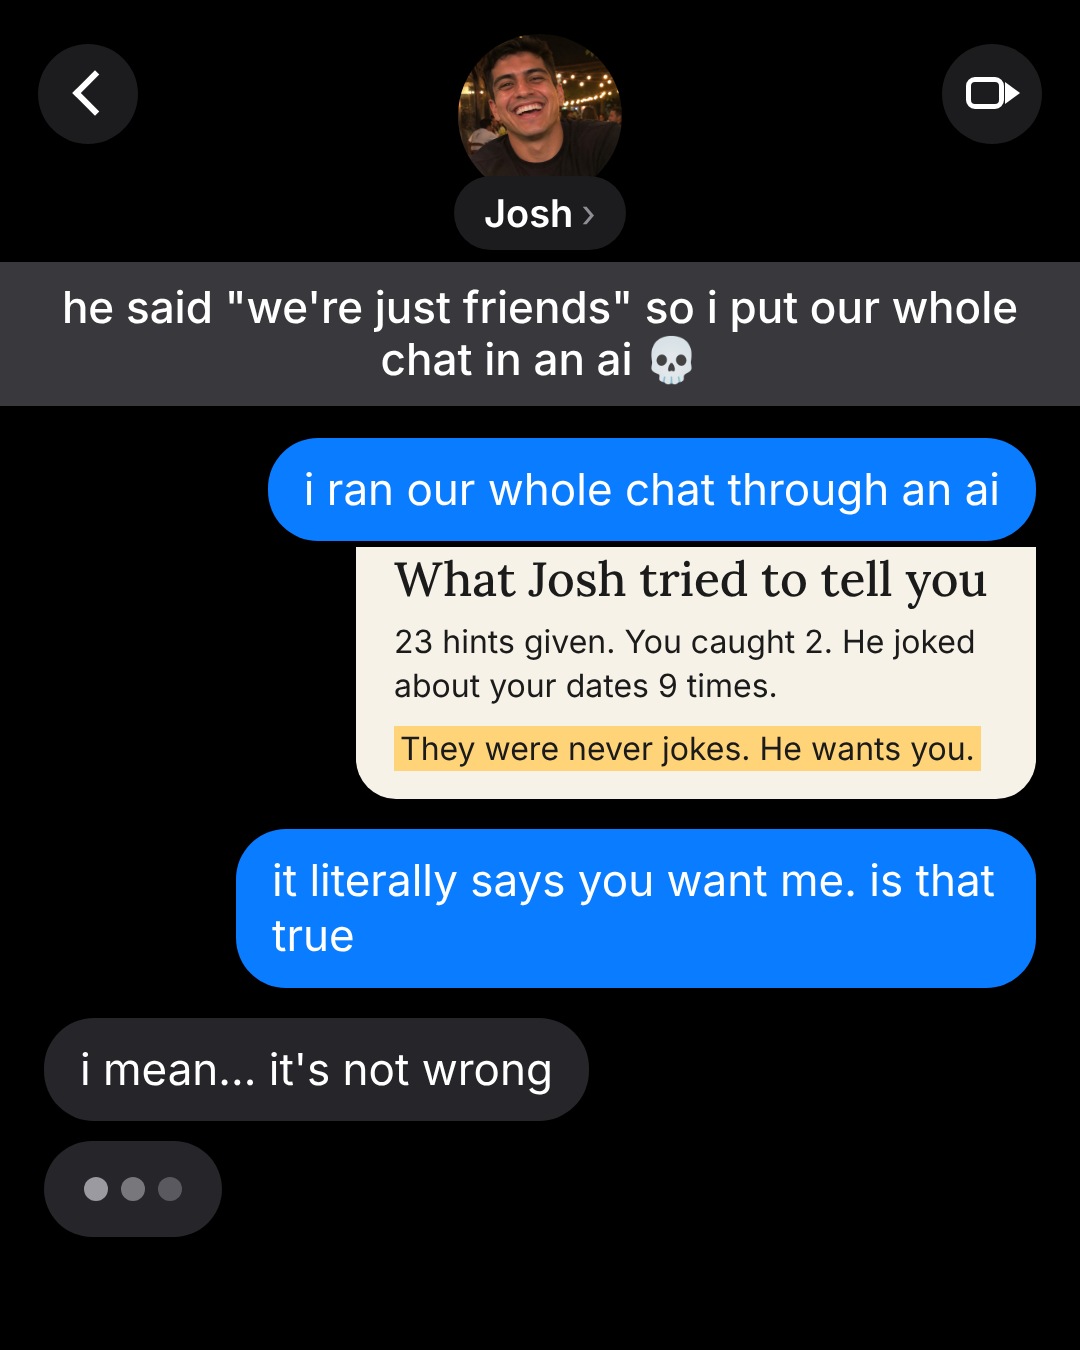 Josh ›
he said "we're just friends" so i put our whole
chat in an ai 💀
i ran our whole chat through an ai
What Josh tried to tell you
23 hints given. You caught 2. He joked
about your dates 9 times.
They were never jokes. He wants you.
it literally says you want me. is that
true
i mean... it's not wrong